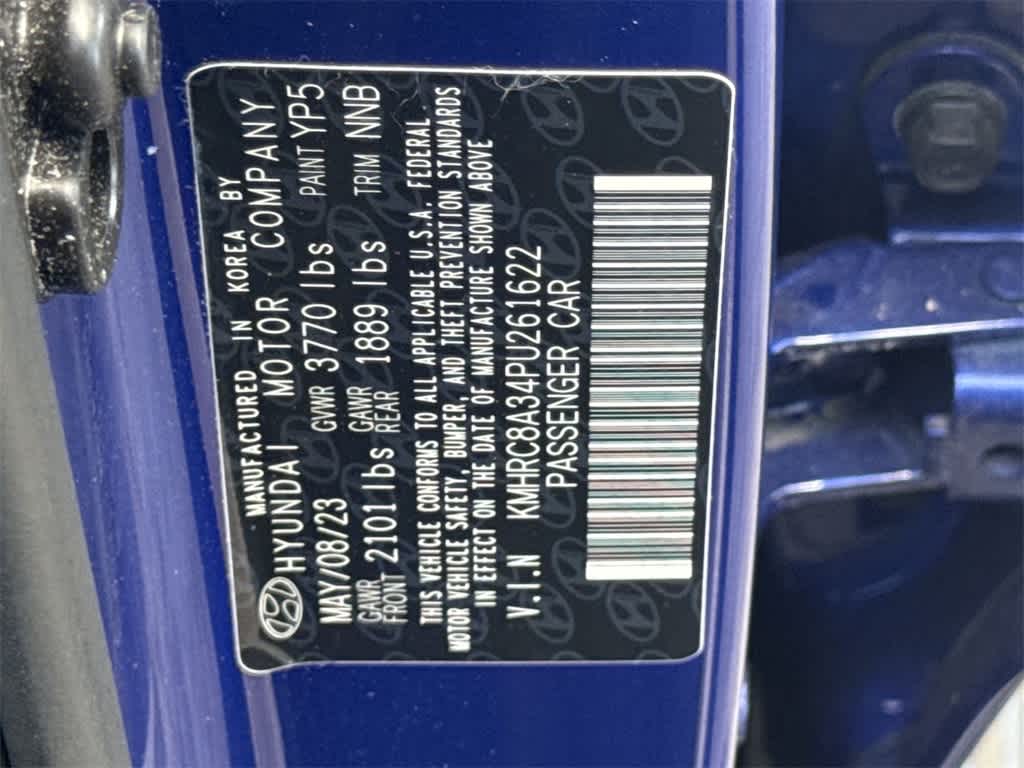 MANUFACTURED IN KOREA BY
HYUNDAI MOTOR COMPANY
MAY/08/23 GVWR 3770 lbs PAINT YP5
GAWR FRONT 2101 lbs GAWR REAR 1889 lbs TRIM NNB
THIS VEHICLE CONFORMS TO ALL APPLICABLE U.S.A. FEDERAL
MOTOR VEHICLE SAFETY, BUMPER, AND THEFT PREVENTION STANDARDS
IN EFFECT ON THE DATE OF MANUFACTURE SHOWN ABOVE
V.I.N KMHRC8A34PU261622
PASSENGER CAR